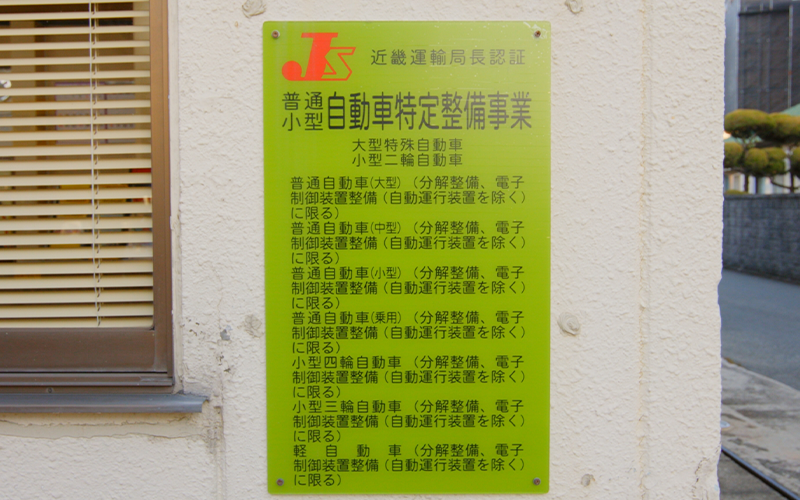 JS 近畿運輸局長認証
普通
小型 自動車特定整備事業
大型特殊自動車
小型二輪自動車
普通自動車(大型)（分解整備、電子
制御装置整備（自動運行装置を除く）
に限る）
普通自動車(中型)（分解整備、電子
制御装置整備（自動運行装置を除く）
に限る）
普通自動車(小型)（分解整備、電子
制御装置整備（自動運行装置を除く）
に限る）
普通自動車(乗用)（分解整備、電子
制御装置整備（自動運行装置を除く）
に限る）
小型四輪自動車（分解整備、電子
制御装置整備（自動運行装置を除く）
に限る）
小型三輪自動車（分解整備、電子
制御装置整備（自動運行装置を除く）
に限る）
軽自動車（分解整備、電子
制御装置整備（自動運行装置を除く）
に限る）